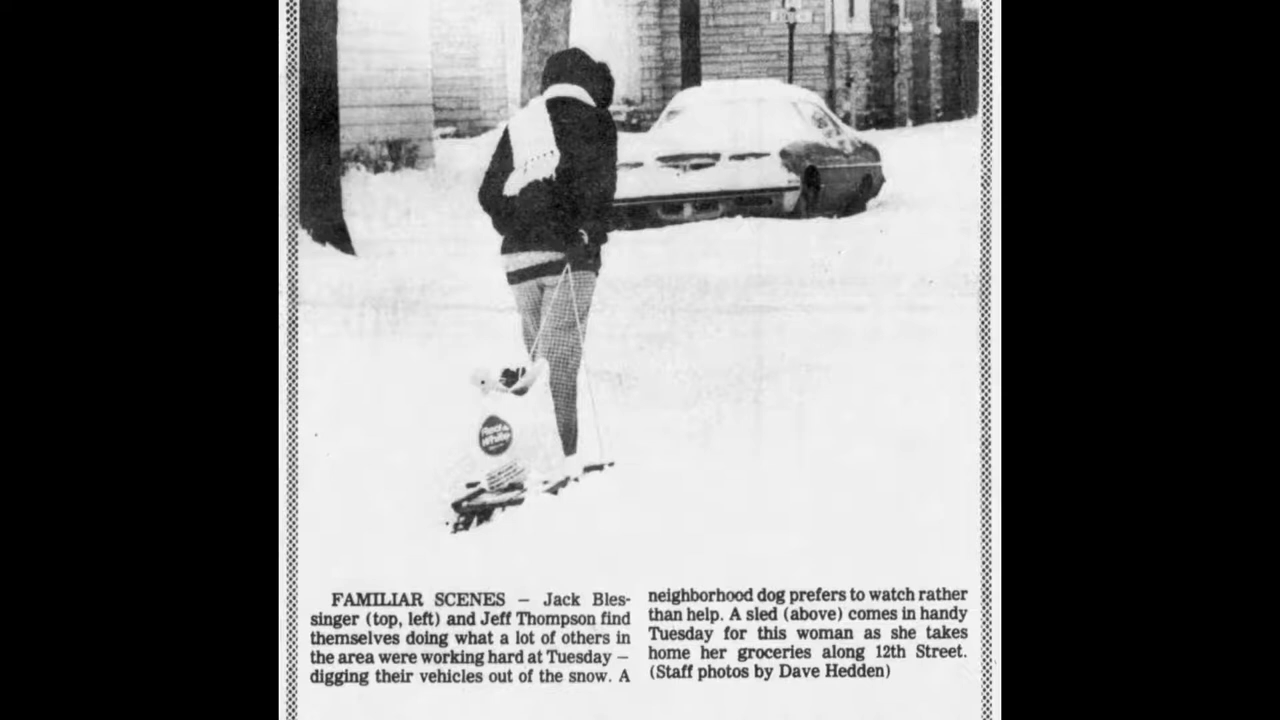 Red &
White
FAMILIAR SCENES — Jack Bles-
singer (top, left) and Jeff Thompson find
themselves doing what a lot of others in
the area were working hard at Tuesday —
digging their vehicles out of the snow. A
neighborhood dog prefers to watch rather
than help. A sled (above) comes in handy
Tuesday for this woman as she takes
home her groceries along 12th Street.
(Staff photos by Dave Hedden)